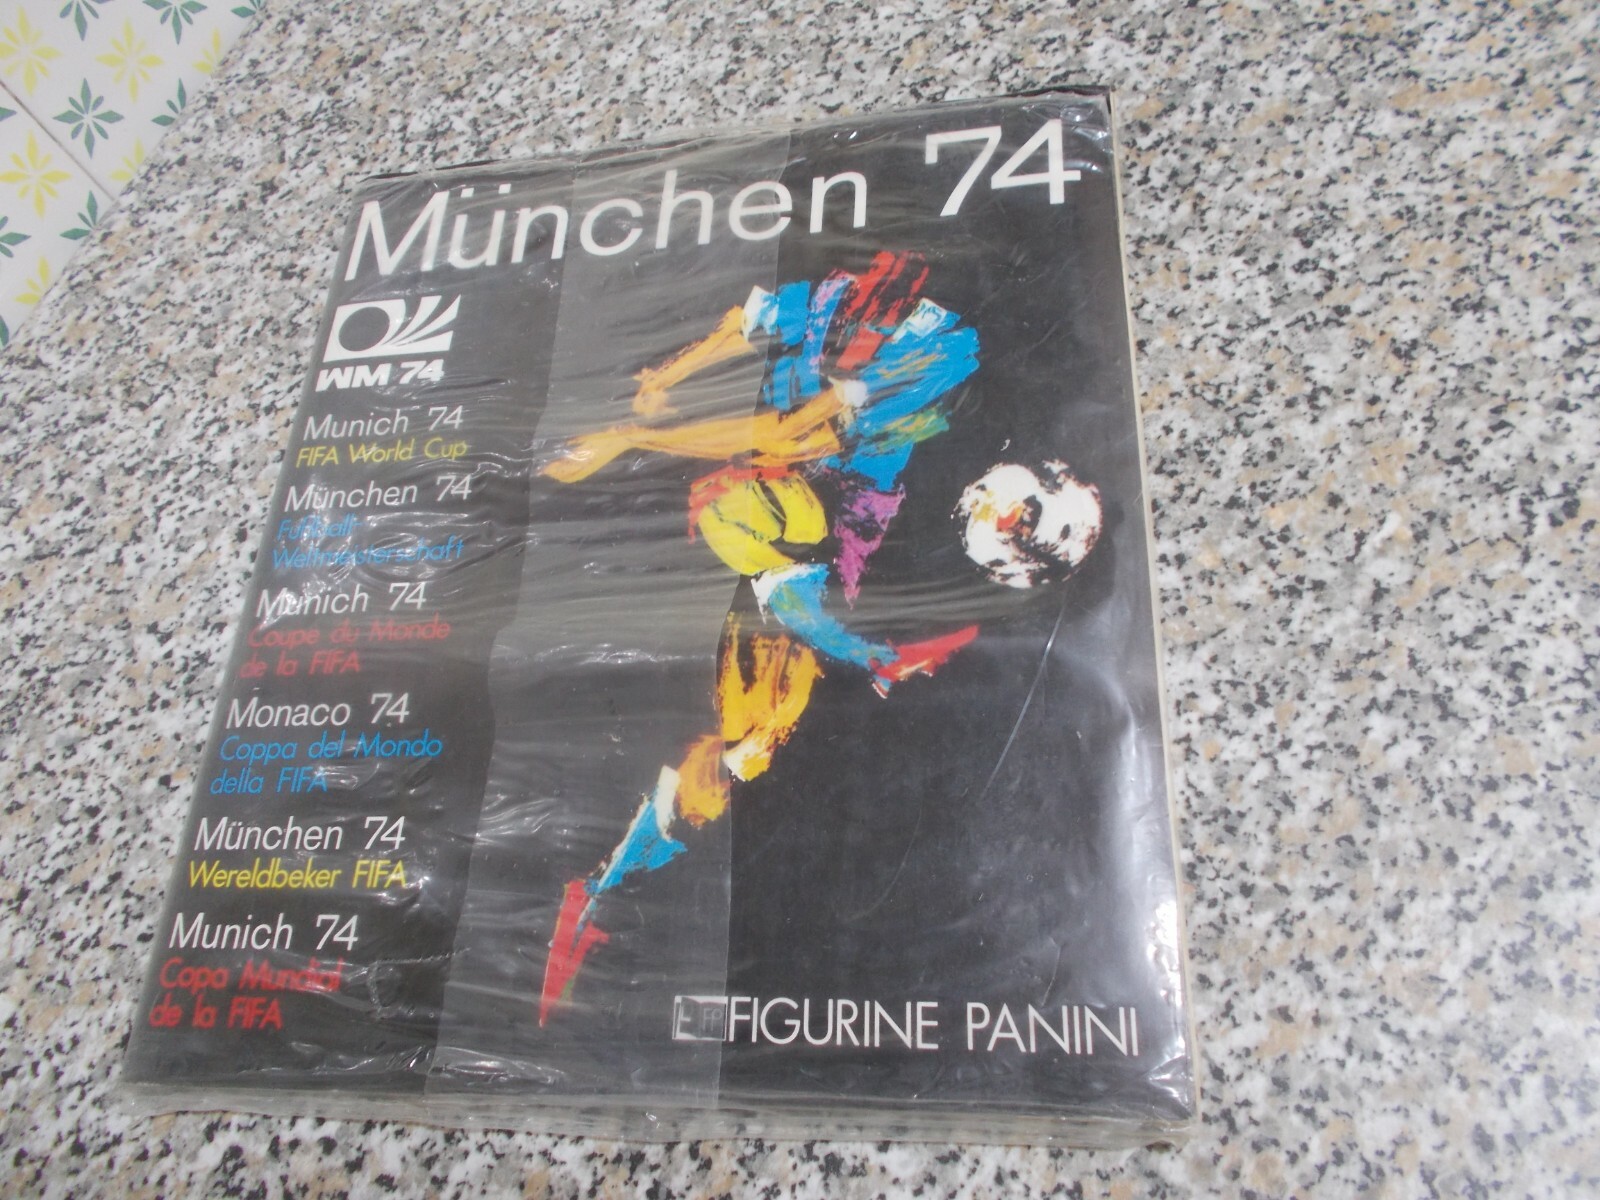 München 74
WM 74
Munich 74
FIFA World Cup
München 74
Fußball-
Weltmeisterschaft
Munich 74
Coupe du Monde
de la FIFA
Monaco 74
Coppa del Mondo
della FIFA
München 74
Wereldbeker FIFA
Munich 74
Copa Mundial
de la FIFA
FIGURINE PANINI